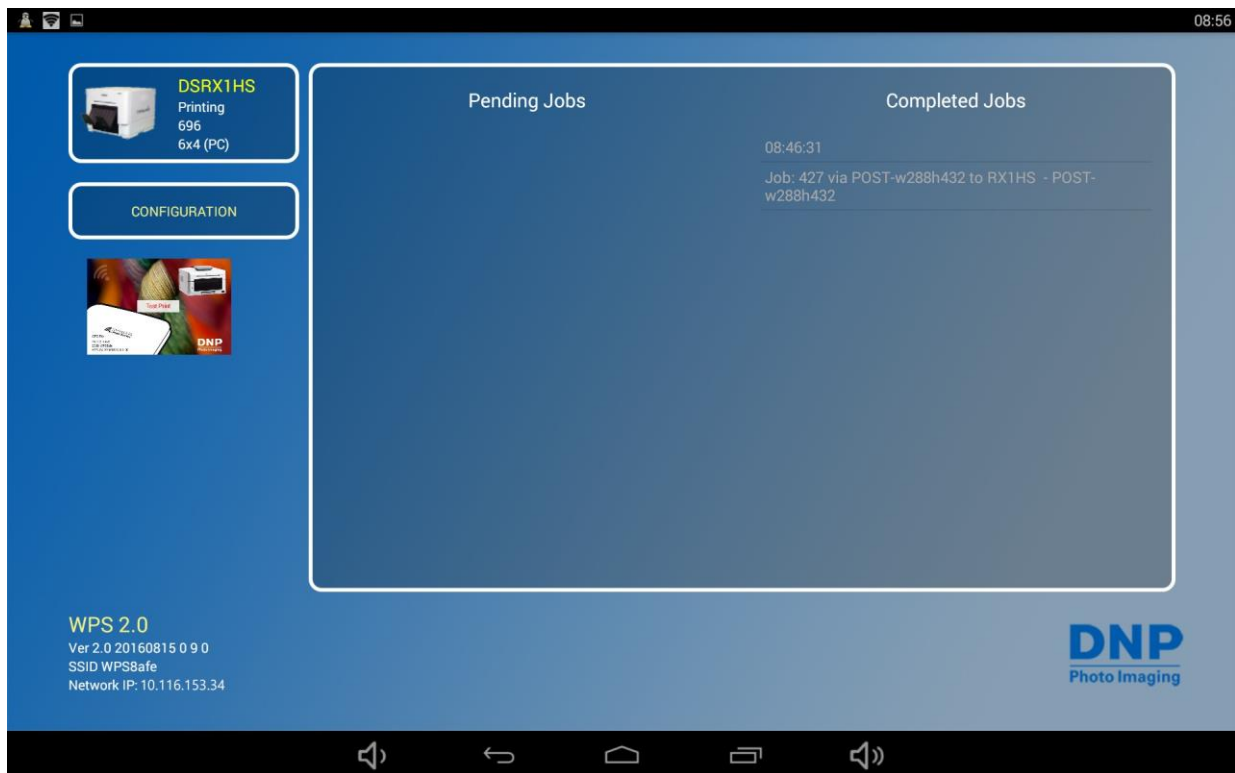 08:56
DSRX1HS
Printing
696
6x4 (PC)
CONFIGURATION
Test Print
DNP
Pending Jobs
Completed Jobs
08:46:31
Job: 427 via POST-w288h432 to RX1HS - POST-
w288h432
WPS 2.0
Ver 2.0 20160815 0 9 0
SSID WPS8afe
Network IP: 10.116.153.34
DNP
Photo Imaging